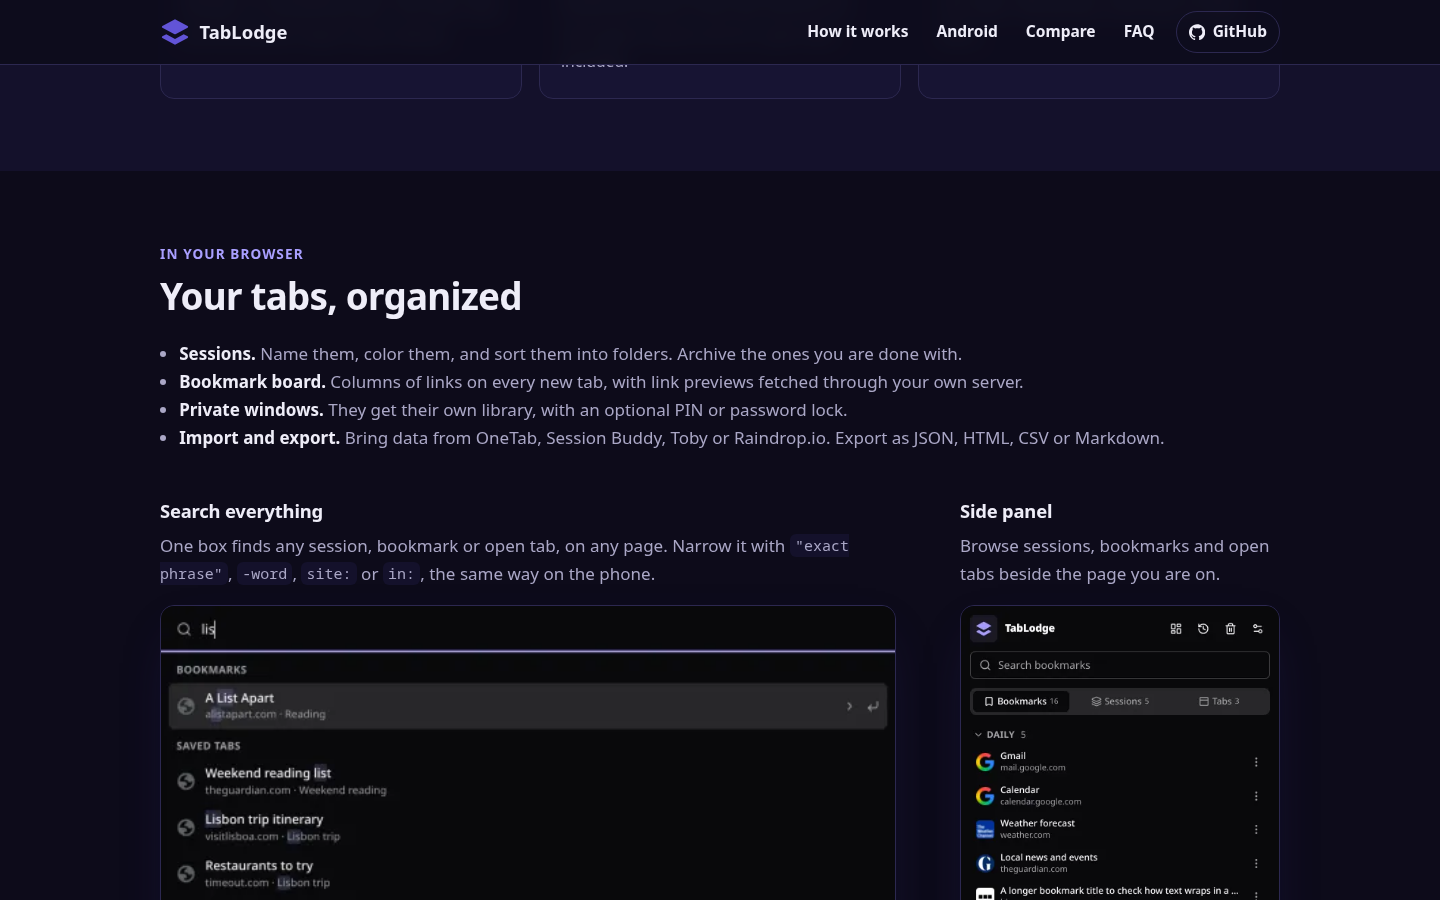 TabLodge
How it works
Android
Compare
FAQ
GitHub
included.
IN YOUR BROWSER
Your tabs, organized
Sessions. Name them, color them, and sort them into folders. Archive the ones you are done with.
Bookmark board. Columns of links on every new tab, with link previews fetched through your own server.
Private windows. They get their own library, with an optional PIN or password lock.
Import and export. Bring data from OneTab, Session Buddy, Toby or Raindrop.io. Export as JSON, HTML, CSV or Markdown.
Search everything
One box finds any session, bookmark or open tab, on any page. Narrow it with "exact
phrase", -word, site: or in:, the same way on the phone.
lis
BOOKMARKS
A List Apart
alistapart.com · Reading
SAVED TABS
Weekend reading list
theguardian.com · Weekend reading
Lisbon trip itinerary
visitlisboa.com · Lisbon trip
Restaurants to try
timeout.com · Lisbon trip
Side panel
Browse sessions, bookmarks and open
tabs beside the page you are on.
TabLodge
Search bookmarks
Bookmarks 16
Sessions 5
Tabs 3
DAILY 5
Gmail
mail.google.com
Calendar
calendar.google.com
Weather forecast
weather.com
Local news and events
theguardian.com
A longer bookmark title to check how text wraps in a ...